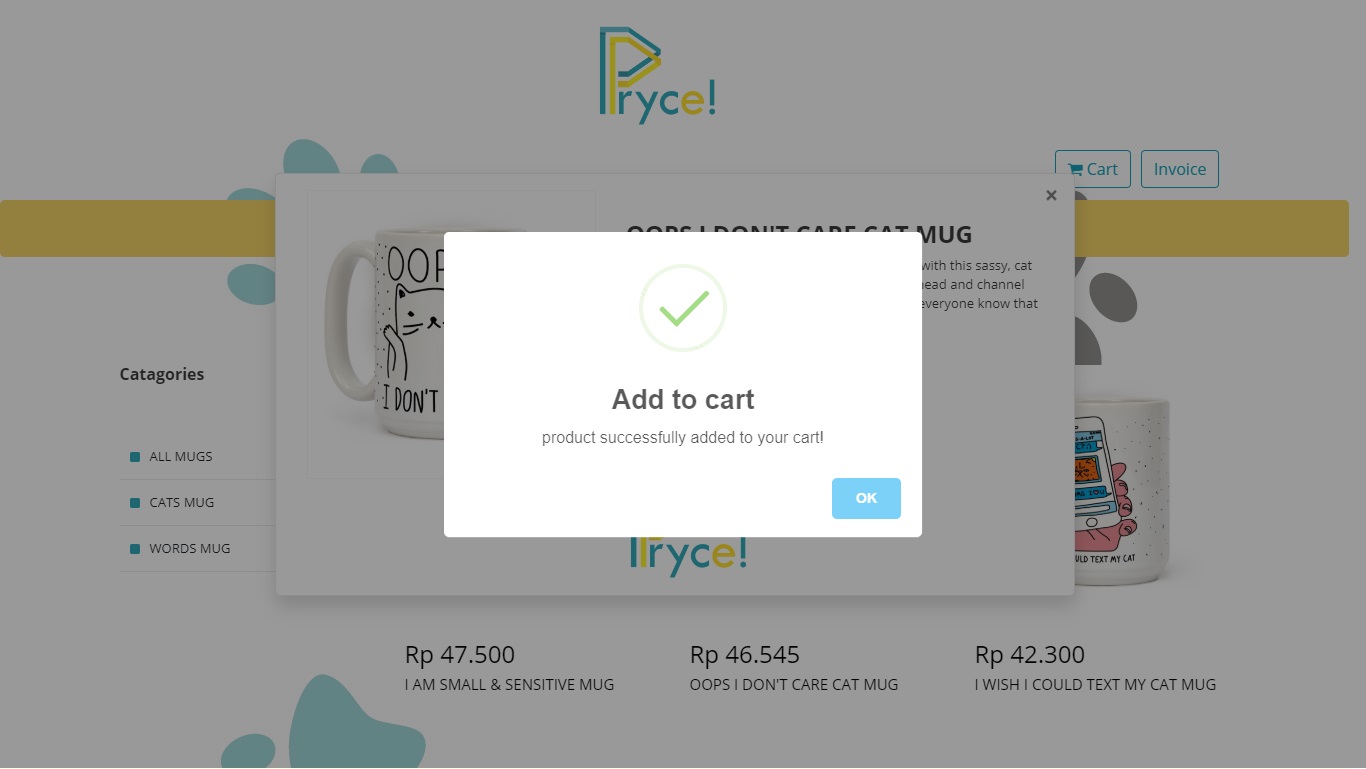 Pryce!
Cart
Invoice
×
OOPS I DON'T CARE CAT MUG
with this sassy, cat
head and channel
everyone know that
OOP
I DON'T
Catagories
ALL MUGS
CATS MUG
WORDS MUG
Add to cart
product successfully added to your cart!
OK
Pryce!
OULD TEXT MY CAT
Rp 47.500
I AM SMALL & SENSITIVE MUG
Rp 46.545
OOPS I DON'T CARE CAT MUG
Rp 42.300
I WISH I COULD TEXT MY CAT MUG